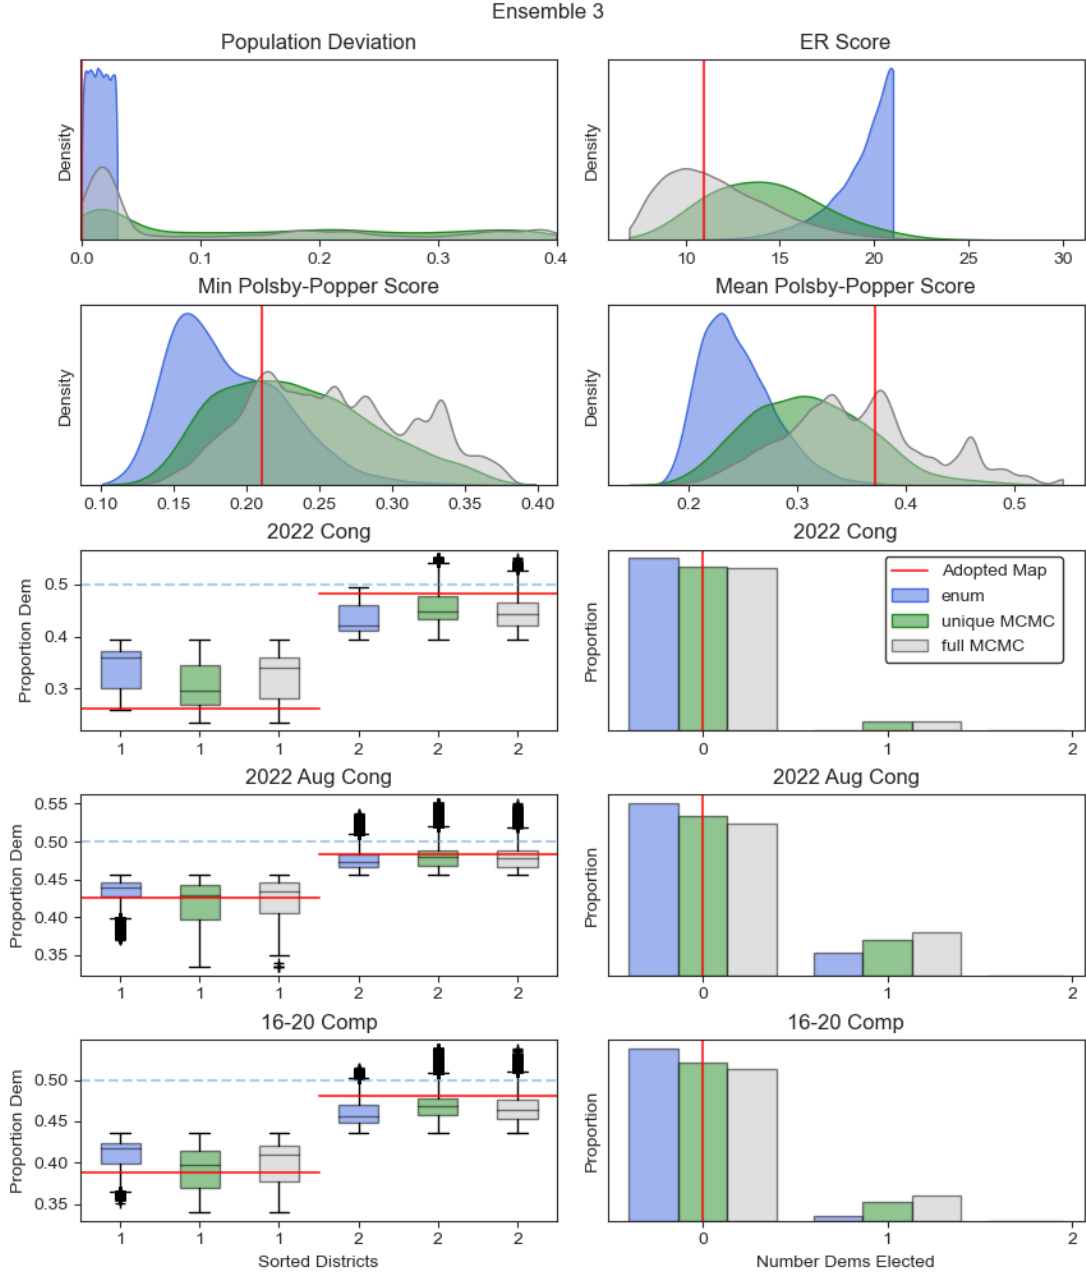 Ensemble 3
Population Deviation
ER Score
Density
Density
0.0 0.1 0.2 0.3 0.4
10 15 20 25 30
Min Polsby-Popper Score
Mean Polsby-Popper Score
Density
Density
0.10 0.15 0.20 0.25 0.30 0.35 0.40
0.2 0.3 0.4 0.5
2022 Cong
2022 Cong
Proportion Dem
0.5
0.4
0.3
1 1 1 2 2 2
Proportion
Adopted Map
enum
unique MCMC
full MCMC
0 1 2
2022 Aug Cong
2022 Aug Cong
Proportion Dem
0.55
0.50
0.45
0.40
0.35
1 1 1 2 2 2
Proportion
0 1 2
16-20 Comp
16-20 Comp
Proportion Dem
0.50
0.45
0.40
0.35
1 1 1 2 2 2
Sorted Districts
Proportion
0 1 2
Number Dems Elected